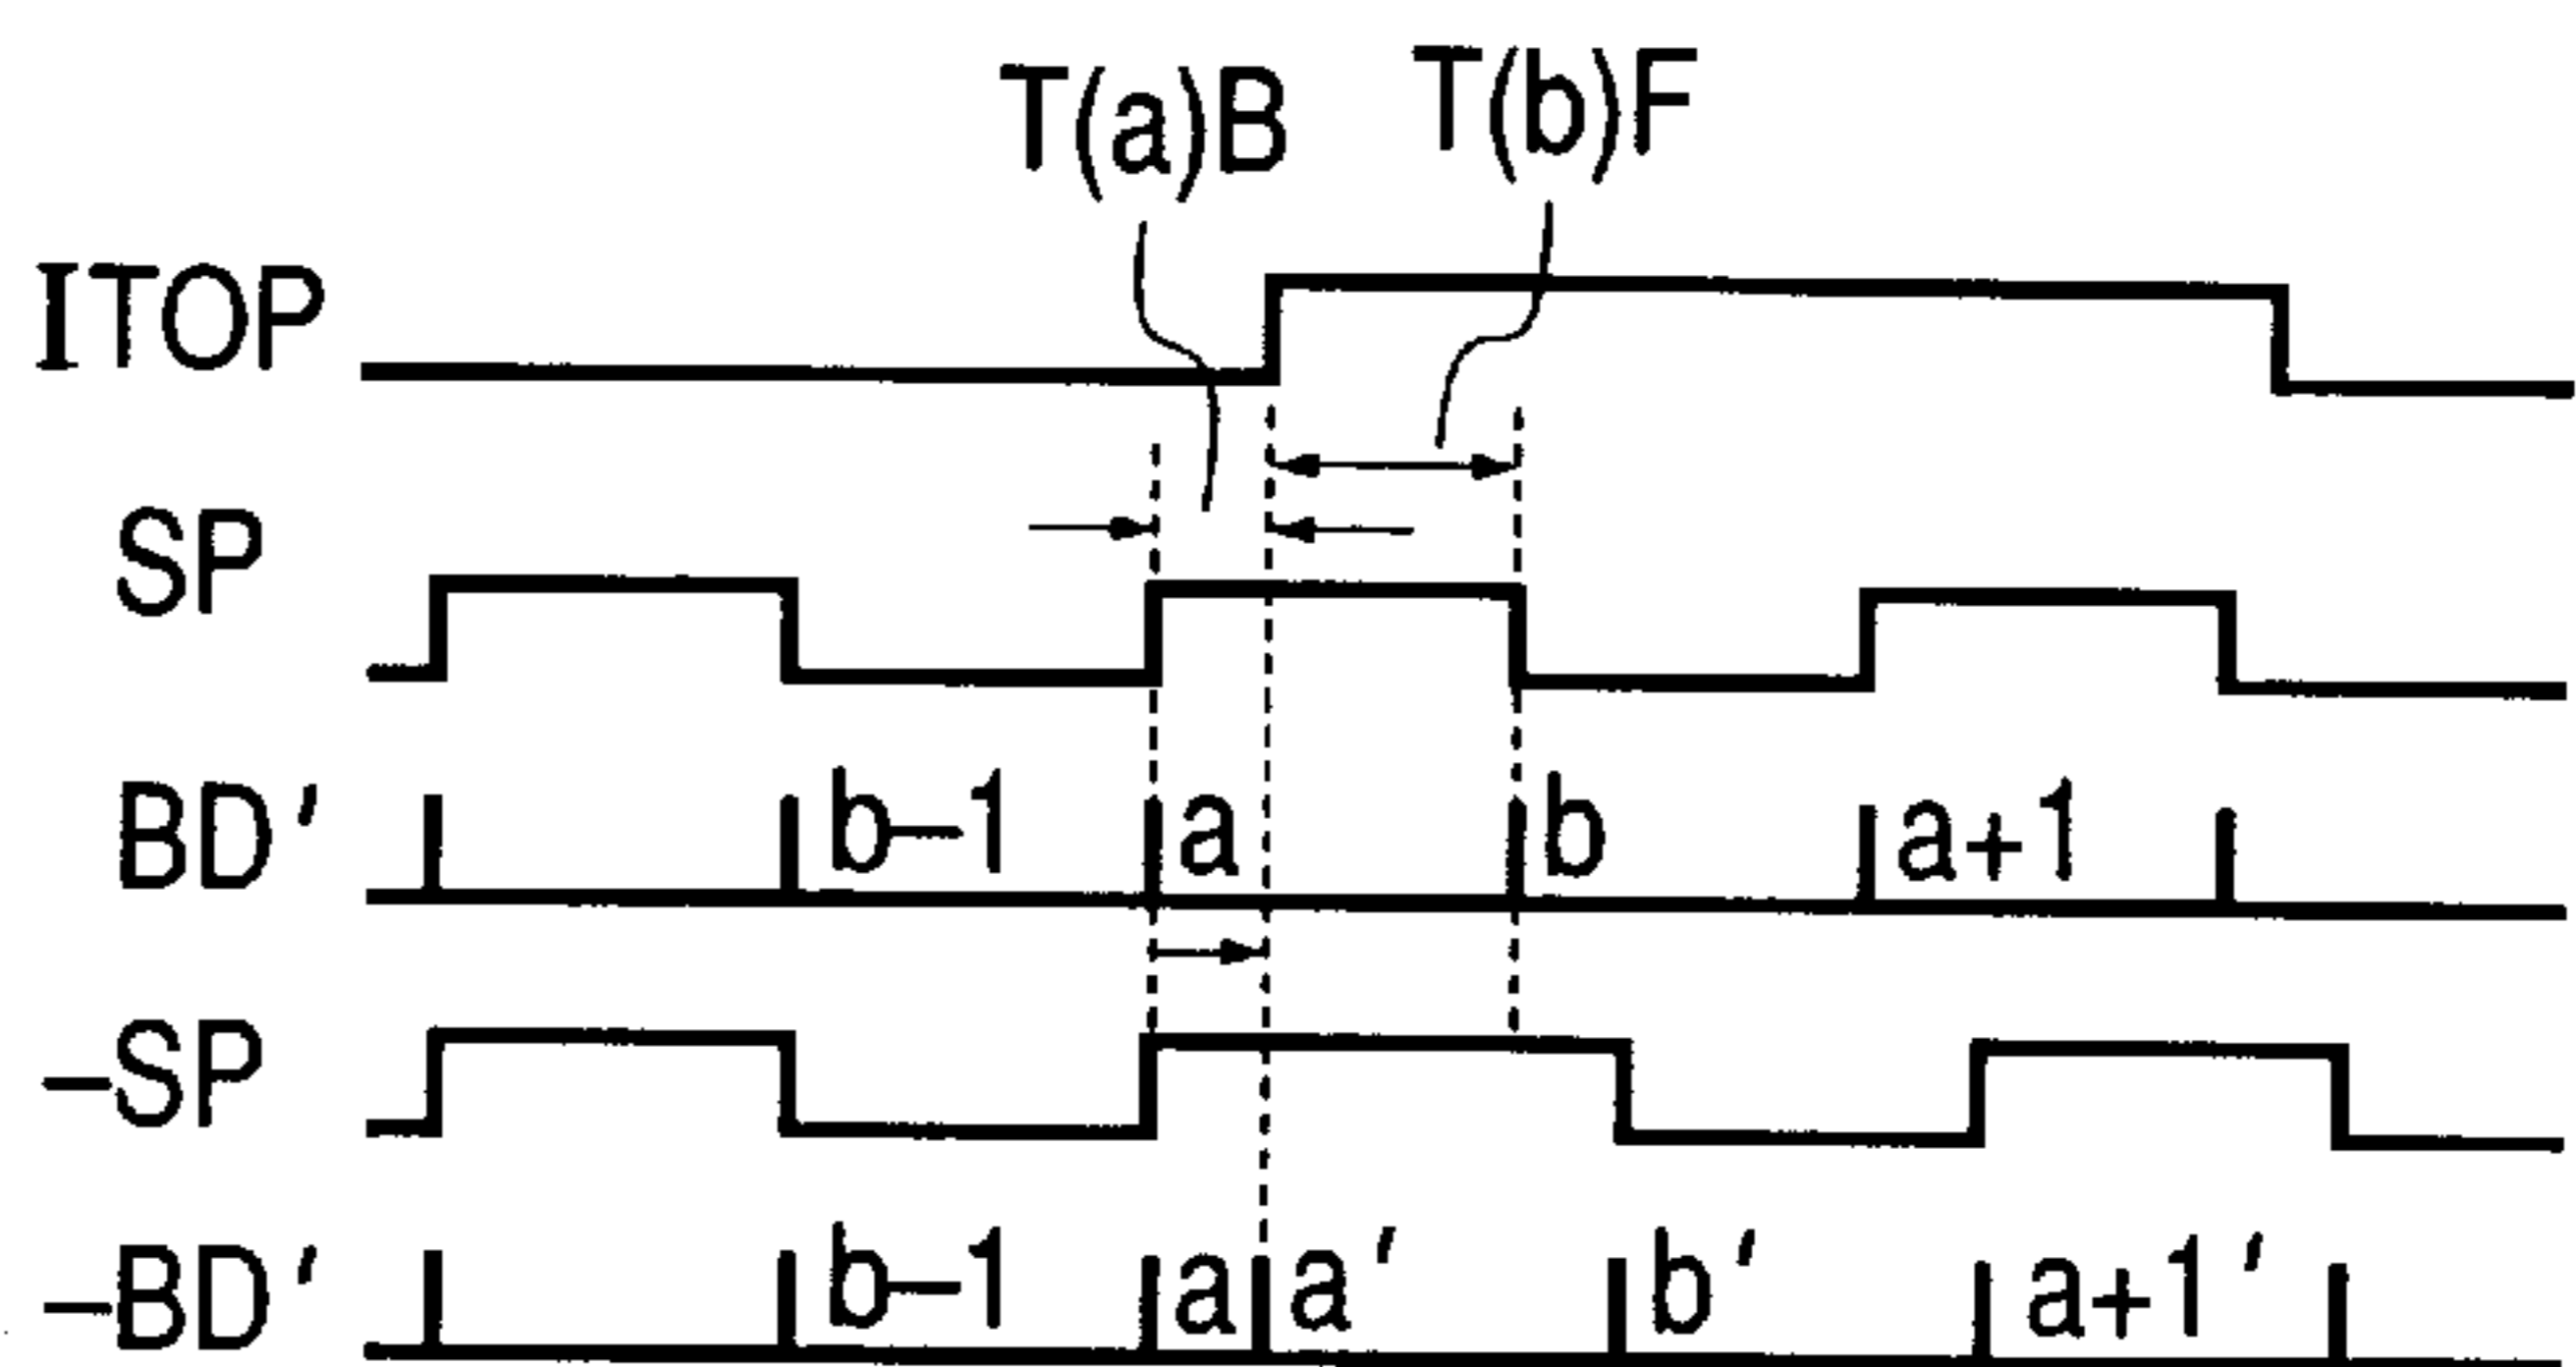 T(a)B T(b)F
ITOP
SP
BD' b–1 a b a+1
–SP
–BD' b–1 a a' b' a+1'